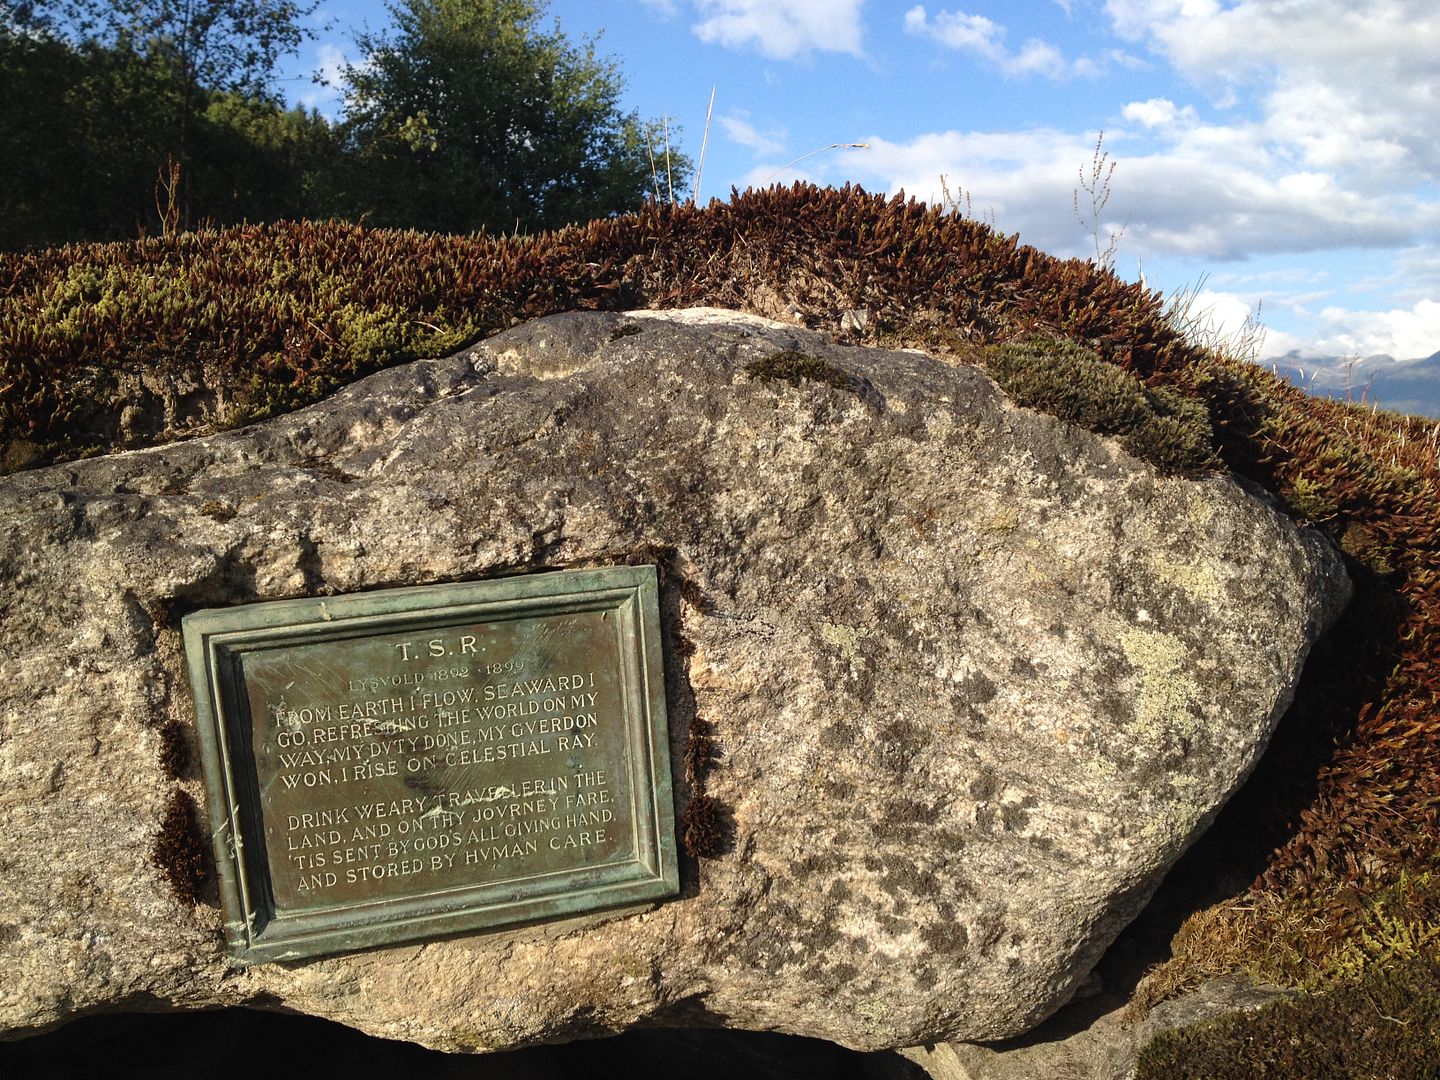 T. S. R.
LYSVOLD 1892 · 1899
FROM EARTH I FLOW, SEAWARD I
GO, REFRESHING THE WORLD ON MY
WAY. MY DVTY DONE, MY GVERDON
WON, I RISE ON CELESTIAL RAY.
DRINK WEARY TRAVELLER IN THE
LAND, AND ON THY JOVRNEY FARE,
'TIS SENT BY GOD'S ALL GIVING HAND,
AND STORED BY HVMAN CARE.